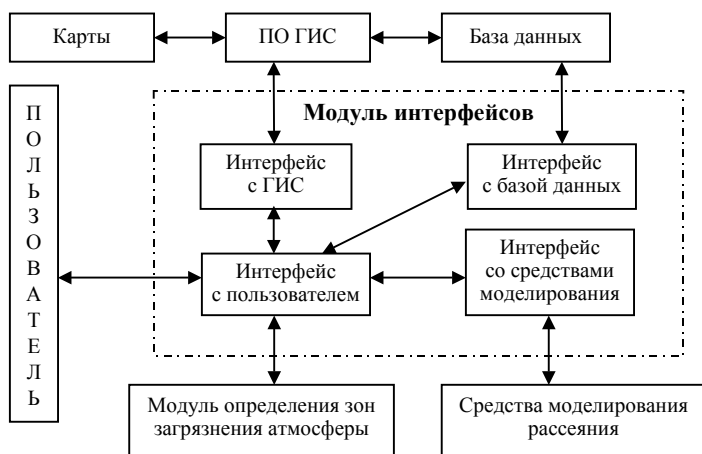 Карты
ПО ГИС
База данных
П
О
Л
Ь
З
О
В
А
Т
Е
Л
Ь
Модуль интерфейсов
Интерфейс
с ГИС
Интерфейс
с базой данных
Интерфейс
с пользователем
Интерфейс
со средствами
моделирования
Модуль определения зон
загрязнения атмосферы
Средства моделирования
рассеяния